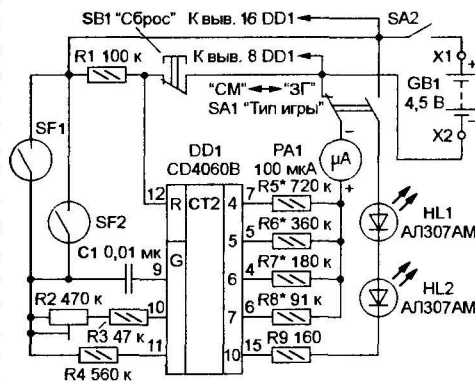 SB1 "Сброс" К выв. 16 DD1 SA2
R1 100 к К выв. 8 DD1 X1
"СМ" "ЗГ" GB1
SA1 "Тип игры" 4,5 В
SF1 X2
DD1 PA1
CD4060B 100 мкА
μA
12 R CT2 4 7 R5* 720 к
SF2 G 5 5 R6* 360 к HL1
C1 0,01 мк 9 6 4 R7* 180 к АЛ307АМ
R2 470 к 10 7 6 R8* 91 к HL2
R3 47 к 11 10 15 R9 160 АЛ307АМ
R4 560 к